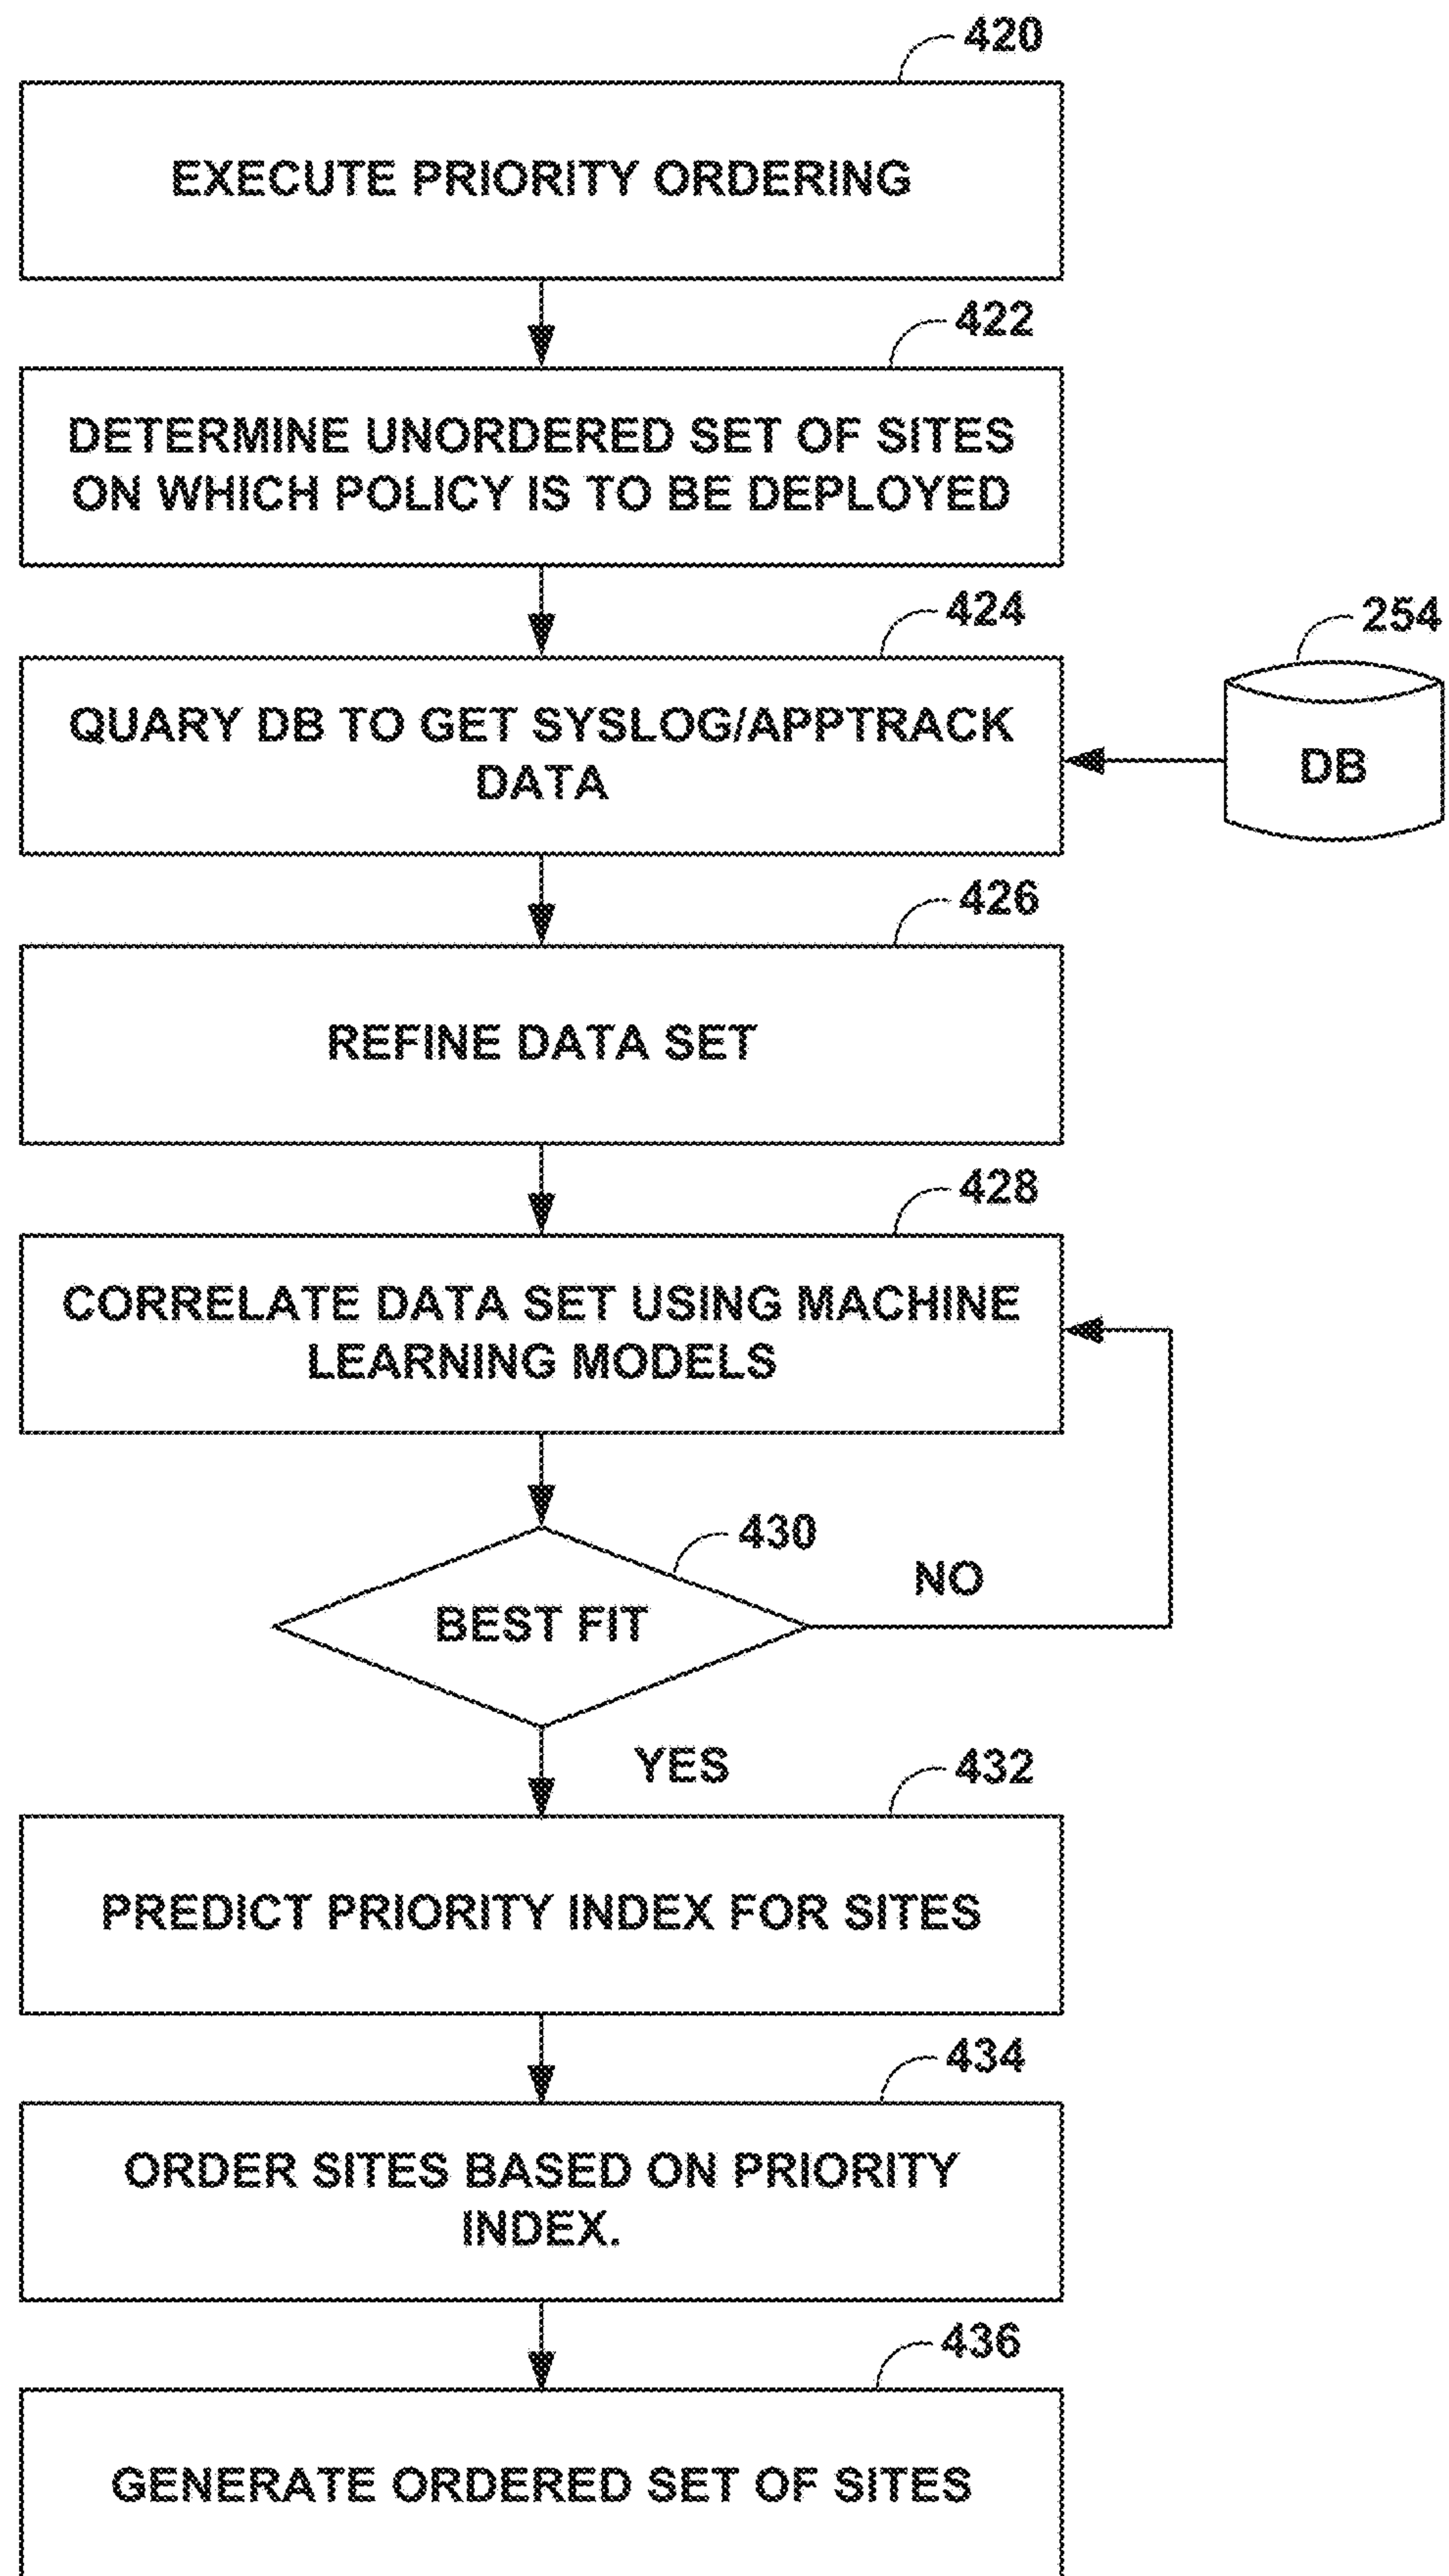 420
EXECUTE PRIORITY ORDERING
422
DETERMINE UNORDERED SET OF SITES
ON WHICH POLICY IS TO BE DEPLOYED
424
254
QUARY DB TO GET SYSLOG/APPTRACK
DATA
DB
426
REFINE DATA SET
428
CORRELATE DATA SET USING MACHINE
LEARNING MODELS
430
NO
BEST FIT
YES
432
PREDICT PRIORITY INDEX FOR SITES
434
ORDER SITES BASED ON PRIORITY
INDEX.
436
GENERATE ORDERED SET OF SITES